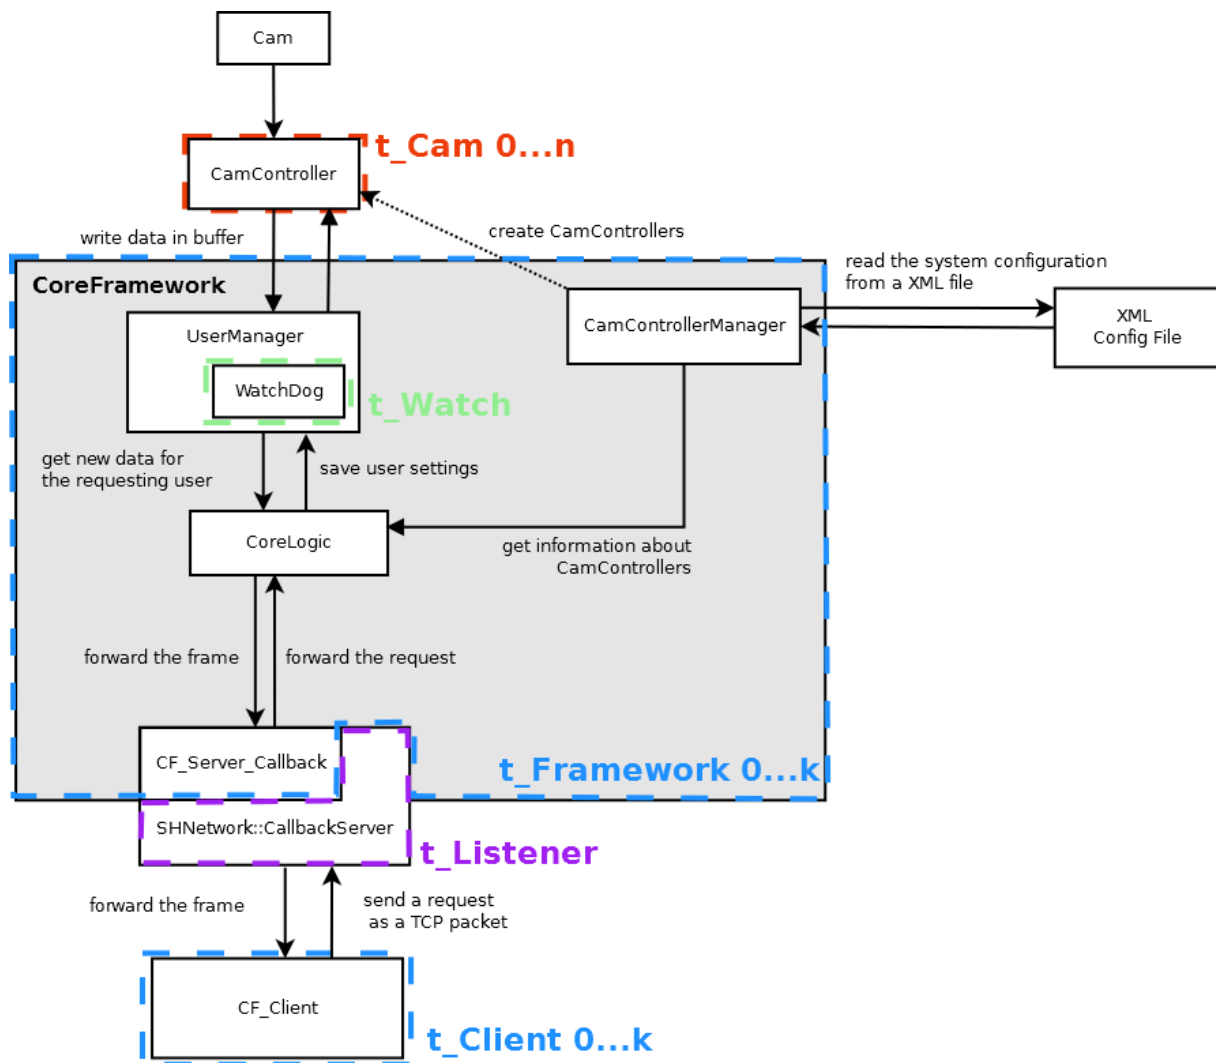 Cam
t_Cam 0...n
CamController
write data in buffer
create CamControllers
read the system configuration
from a XML file
CoreFramework
UserManager
CamControllerManager
XML
Config File
WatchDog
t_Watch
get new data for
the requesting user
save user settings
CoreLogic
get information about
CamControllers
forward the frame
forward the request
CF_Server_Callback
t_Framework 0...k
SHNetwork::CallbackServer
t_Listener
forward the frame
send a request
as a TCP packet
CF_Client
t_Client 0...k